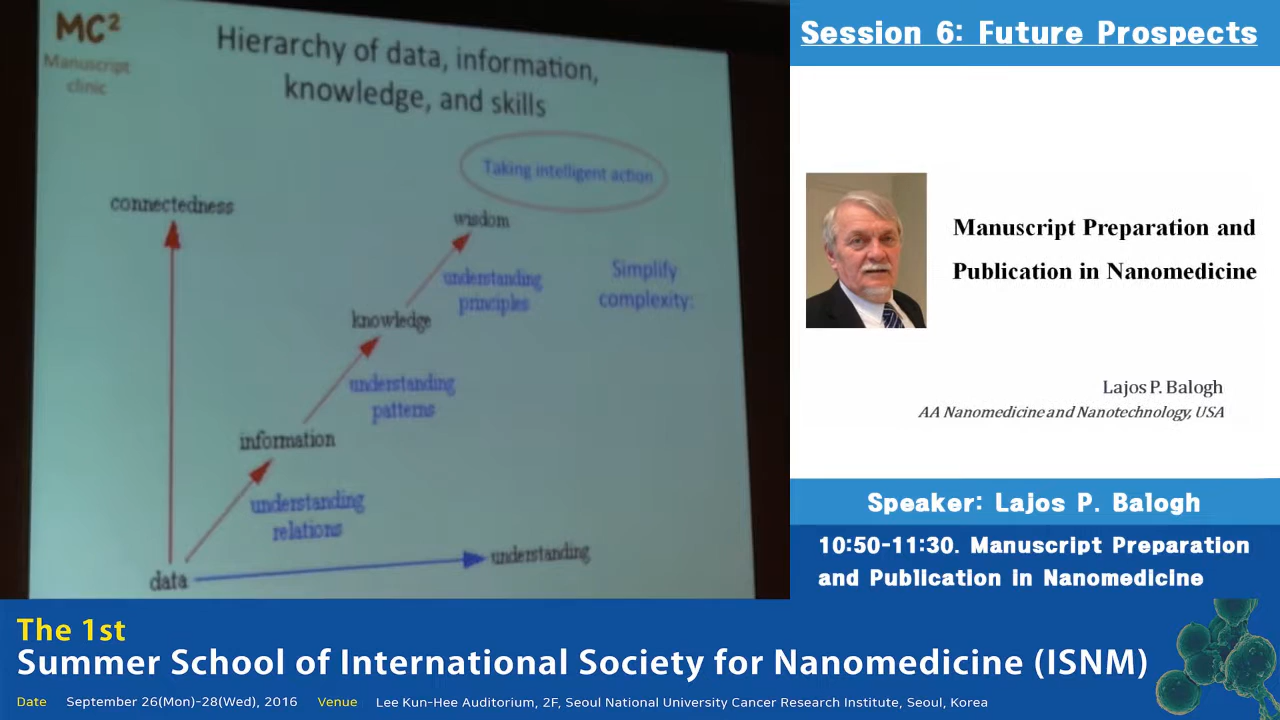 MC²
Manuscript
clinic
Hierarchy of data, information,
knowledge, and skills
Taking intelligent action
connectedness
wisdom
understanding
principles
Simplify
complexity:
knowledge
understanding
patterns
information
understanding
relations
understanding
data
Session 6: Future Prospects
Manuscript Preparation and
Publication in Nanomedicine
Lajos P. Balogh
AA Nanomedicine and Nanotechnology, USA
Speaker: Lajos P. Balogh
10:50-11:30. Manuscript Preparation
and Publication in Nanomedicine
The 1st
Summer School of International Society for Nanomedicine (ISNM)
Date September 26(Mon)-28(Wed), 2016 Venue Lee Kun-Hee Auditorium, 2F, Seoul National University Cancer Research Institute, Seoul, Korea